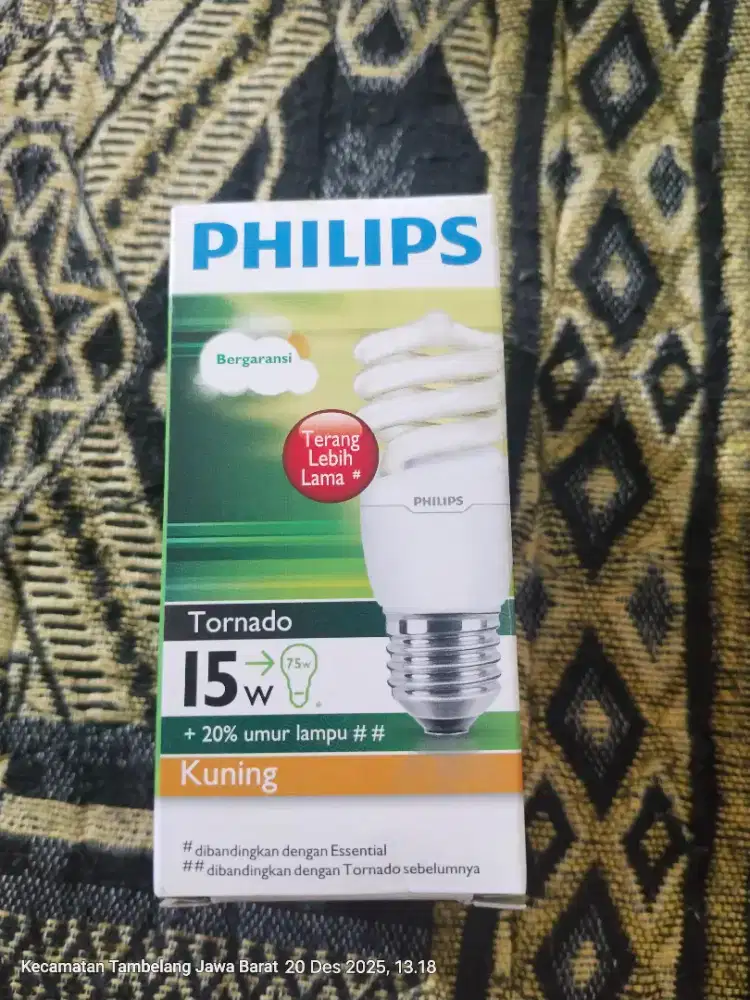 PHILIPS
Bergaransi
Terang
Lebih
Lama #
PHILIPS
Tornado
15w → 75w
+ 20% umur lampu ##
Kuning
# dibandingkan dengan Essential
## dibandingkan dengan Tornado sebelumnya
Kecamatan Tambelang Jawa Barat 20 Des 2025, 13.18